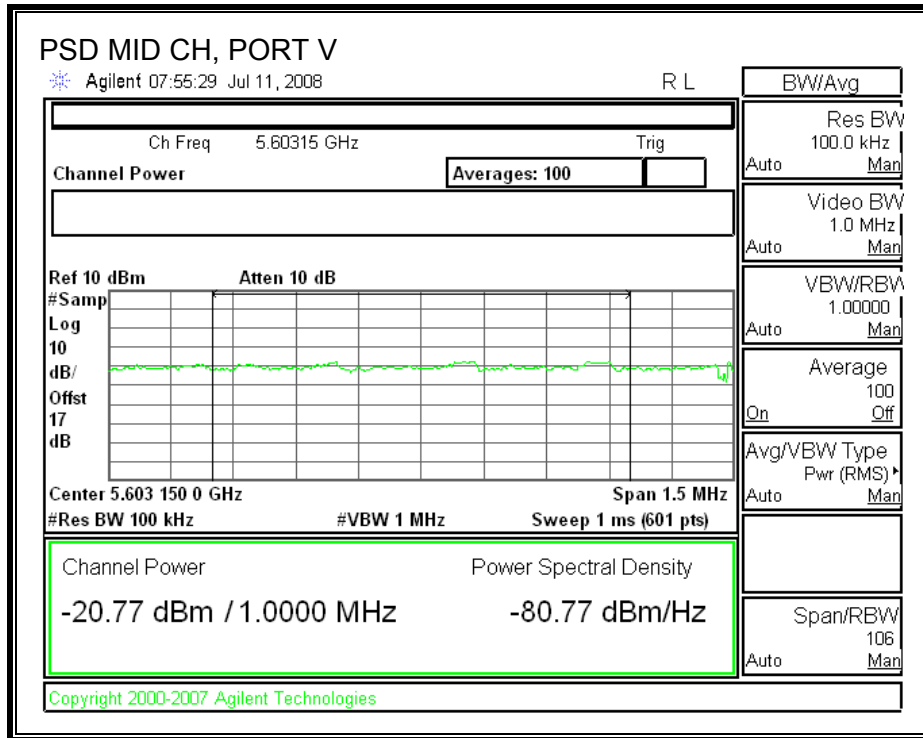 PSD MID CH, PORT V
Agilent 07:55:29 Jul 11, 2008 R L
Ch Freq 5.60315 GHz Trig
Channel Power Averages: 100
Ref 10 dBm Atten 10 dB
#Samp
Log
10
dB/
Offst
17
dB
Center 5.603 150 0 GHz Span 1.5 MHz
#Res BW 100 kHz #VBW 1 MHz Sweep 1 ms (601 pts)
Channel Power Power Spectral Density
-20.77 dBm / 1.0000 MHz -80.77 dBm/Hz
Copyright 2000-2007 Agilent Technologies
BW/Avg
Res BW
100.0 kHz
Auto Man
Video BW
1.0 MHz
Auto Man
VBW/RBW
1.00000
Auto Man
Average
100
On Off
Avg/VBW Type
Pwr (RMS)
Auto Man
Span/RBW
106
Auto Man